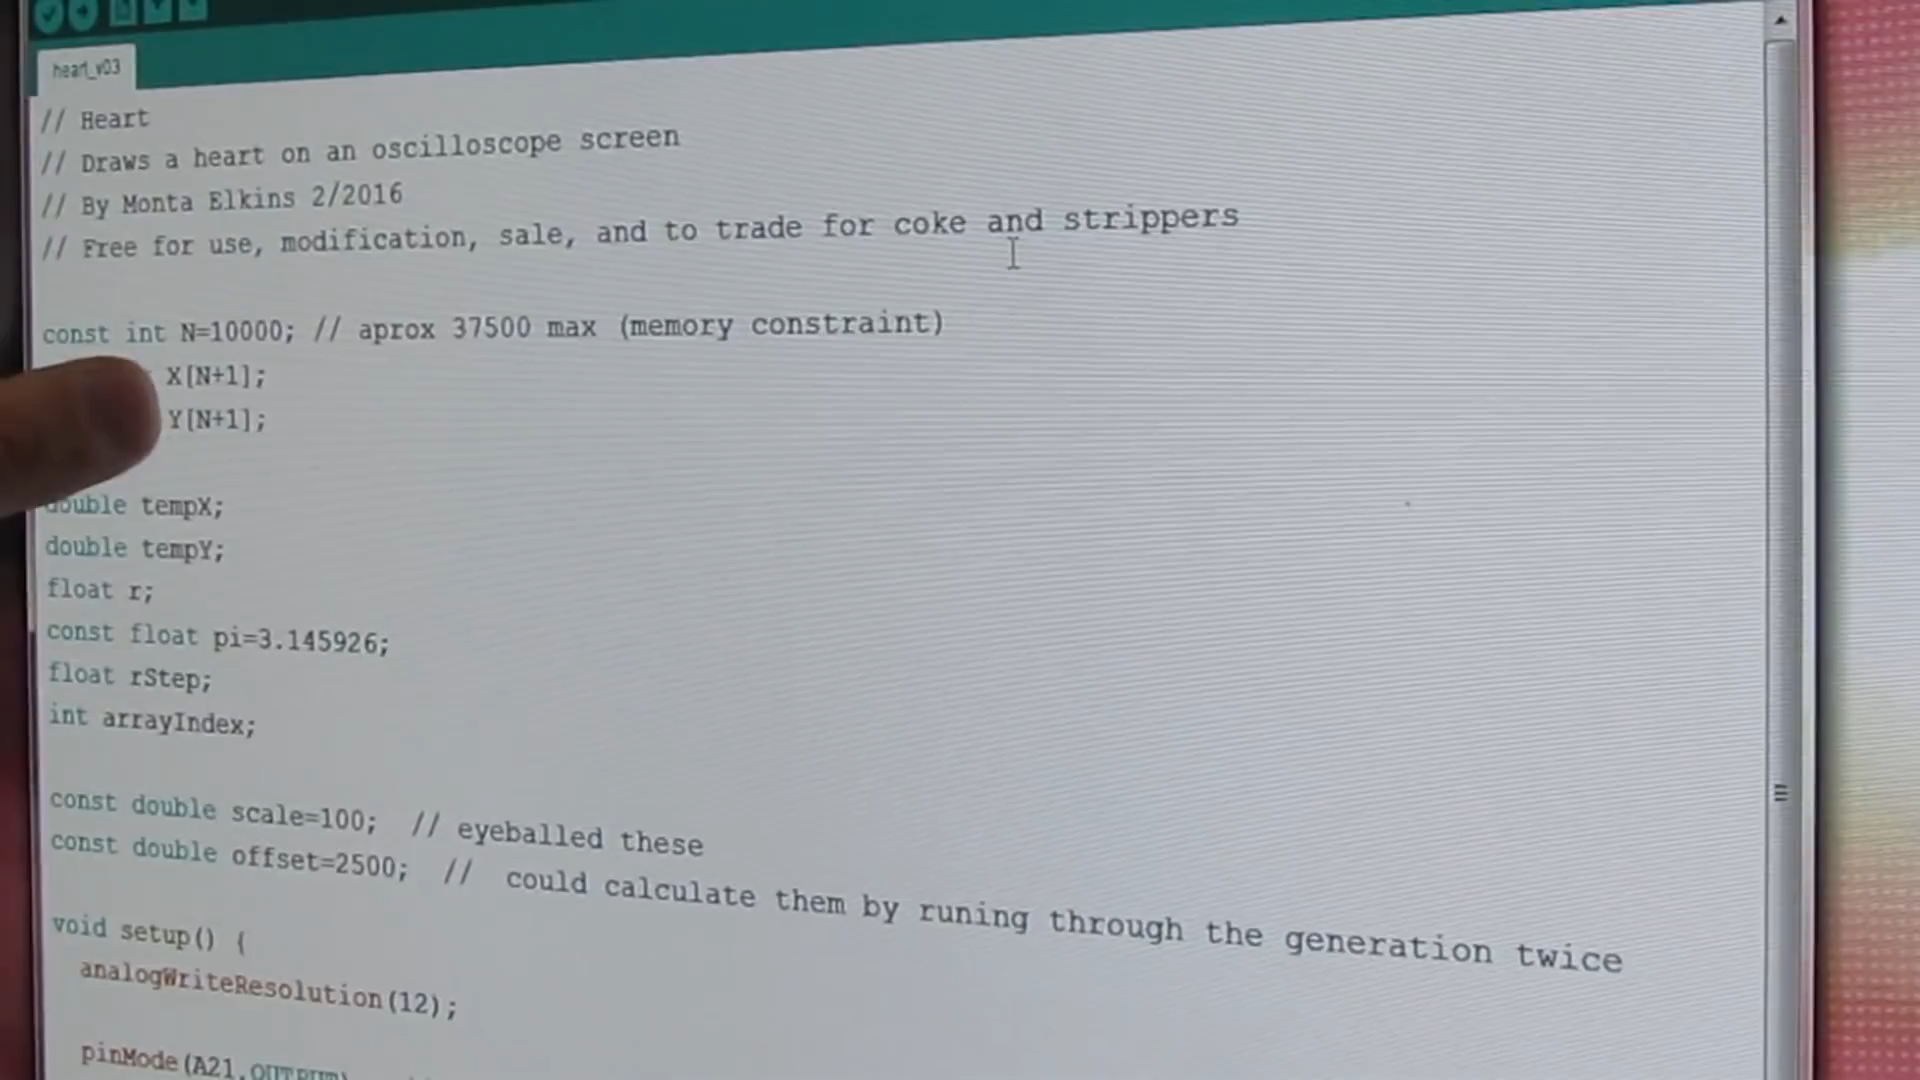 heart_v03
// Heart
// Draws a heart on an oscilloscope screen
// By Monta Elkins 2/2016
// Free for use, modification, sale, and to trade for coke and strippers
const int N=10000; // aprox 37500 max (memory constraint)
X[N+1];
Y[N+1];
double tempX;
double tempY;
float r;
const float pi=3.145926;
float rStep;
int arrayIndex;
const double scale=100; // eyeballed these
const double offset=2500; // could calculate them by runing through the generation twice
void setup() {
analogWriteResolution(12);
pinMode(A21,OUTPUT)